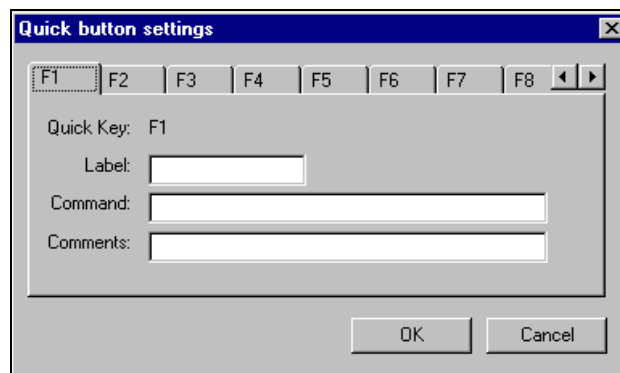 Quick button settings
F1 F2 F3 F4 F5 F6 F7 F8
Quick Key: F1
Label:
Command:
Comments:
OK Cancel